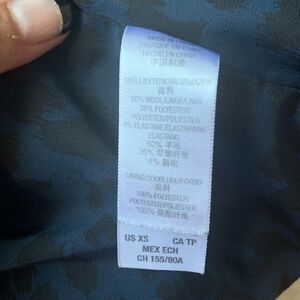 MADE IN CHINA
FABRIQUÉ EN CHINE
HECHO EN CHINA
中国制造
SHELL/EXTERIEUR/ARMAZON
面料
60% WOOL/LAINE/LANA
36% POLYESTER/
POLYESTER/POLIESTER
4% ELASTANE/ELASTHANNE
ELASTANO
60% 羊毛
36% 聚酯纤维
4% 氨纶
LINING/DOUBLURE/FORRO
里料
100% POLYESTER/
POLYESTER/POLIESTER
100% 聚酯纤维
US XS CA TP
MEX ECH
CH 155/80A